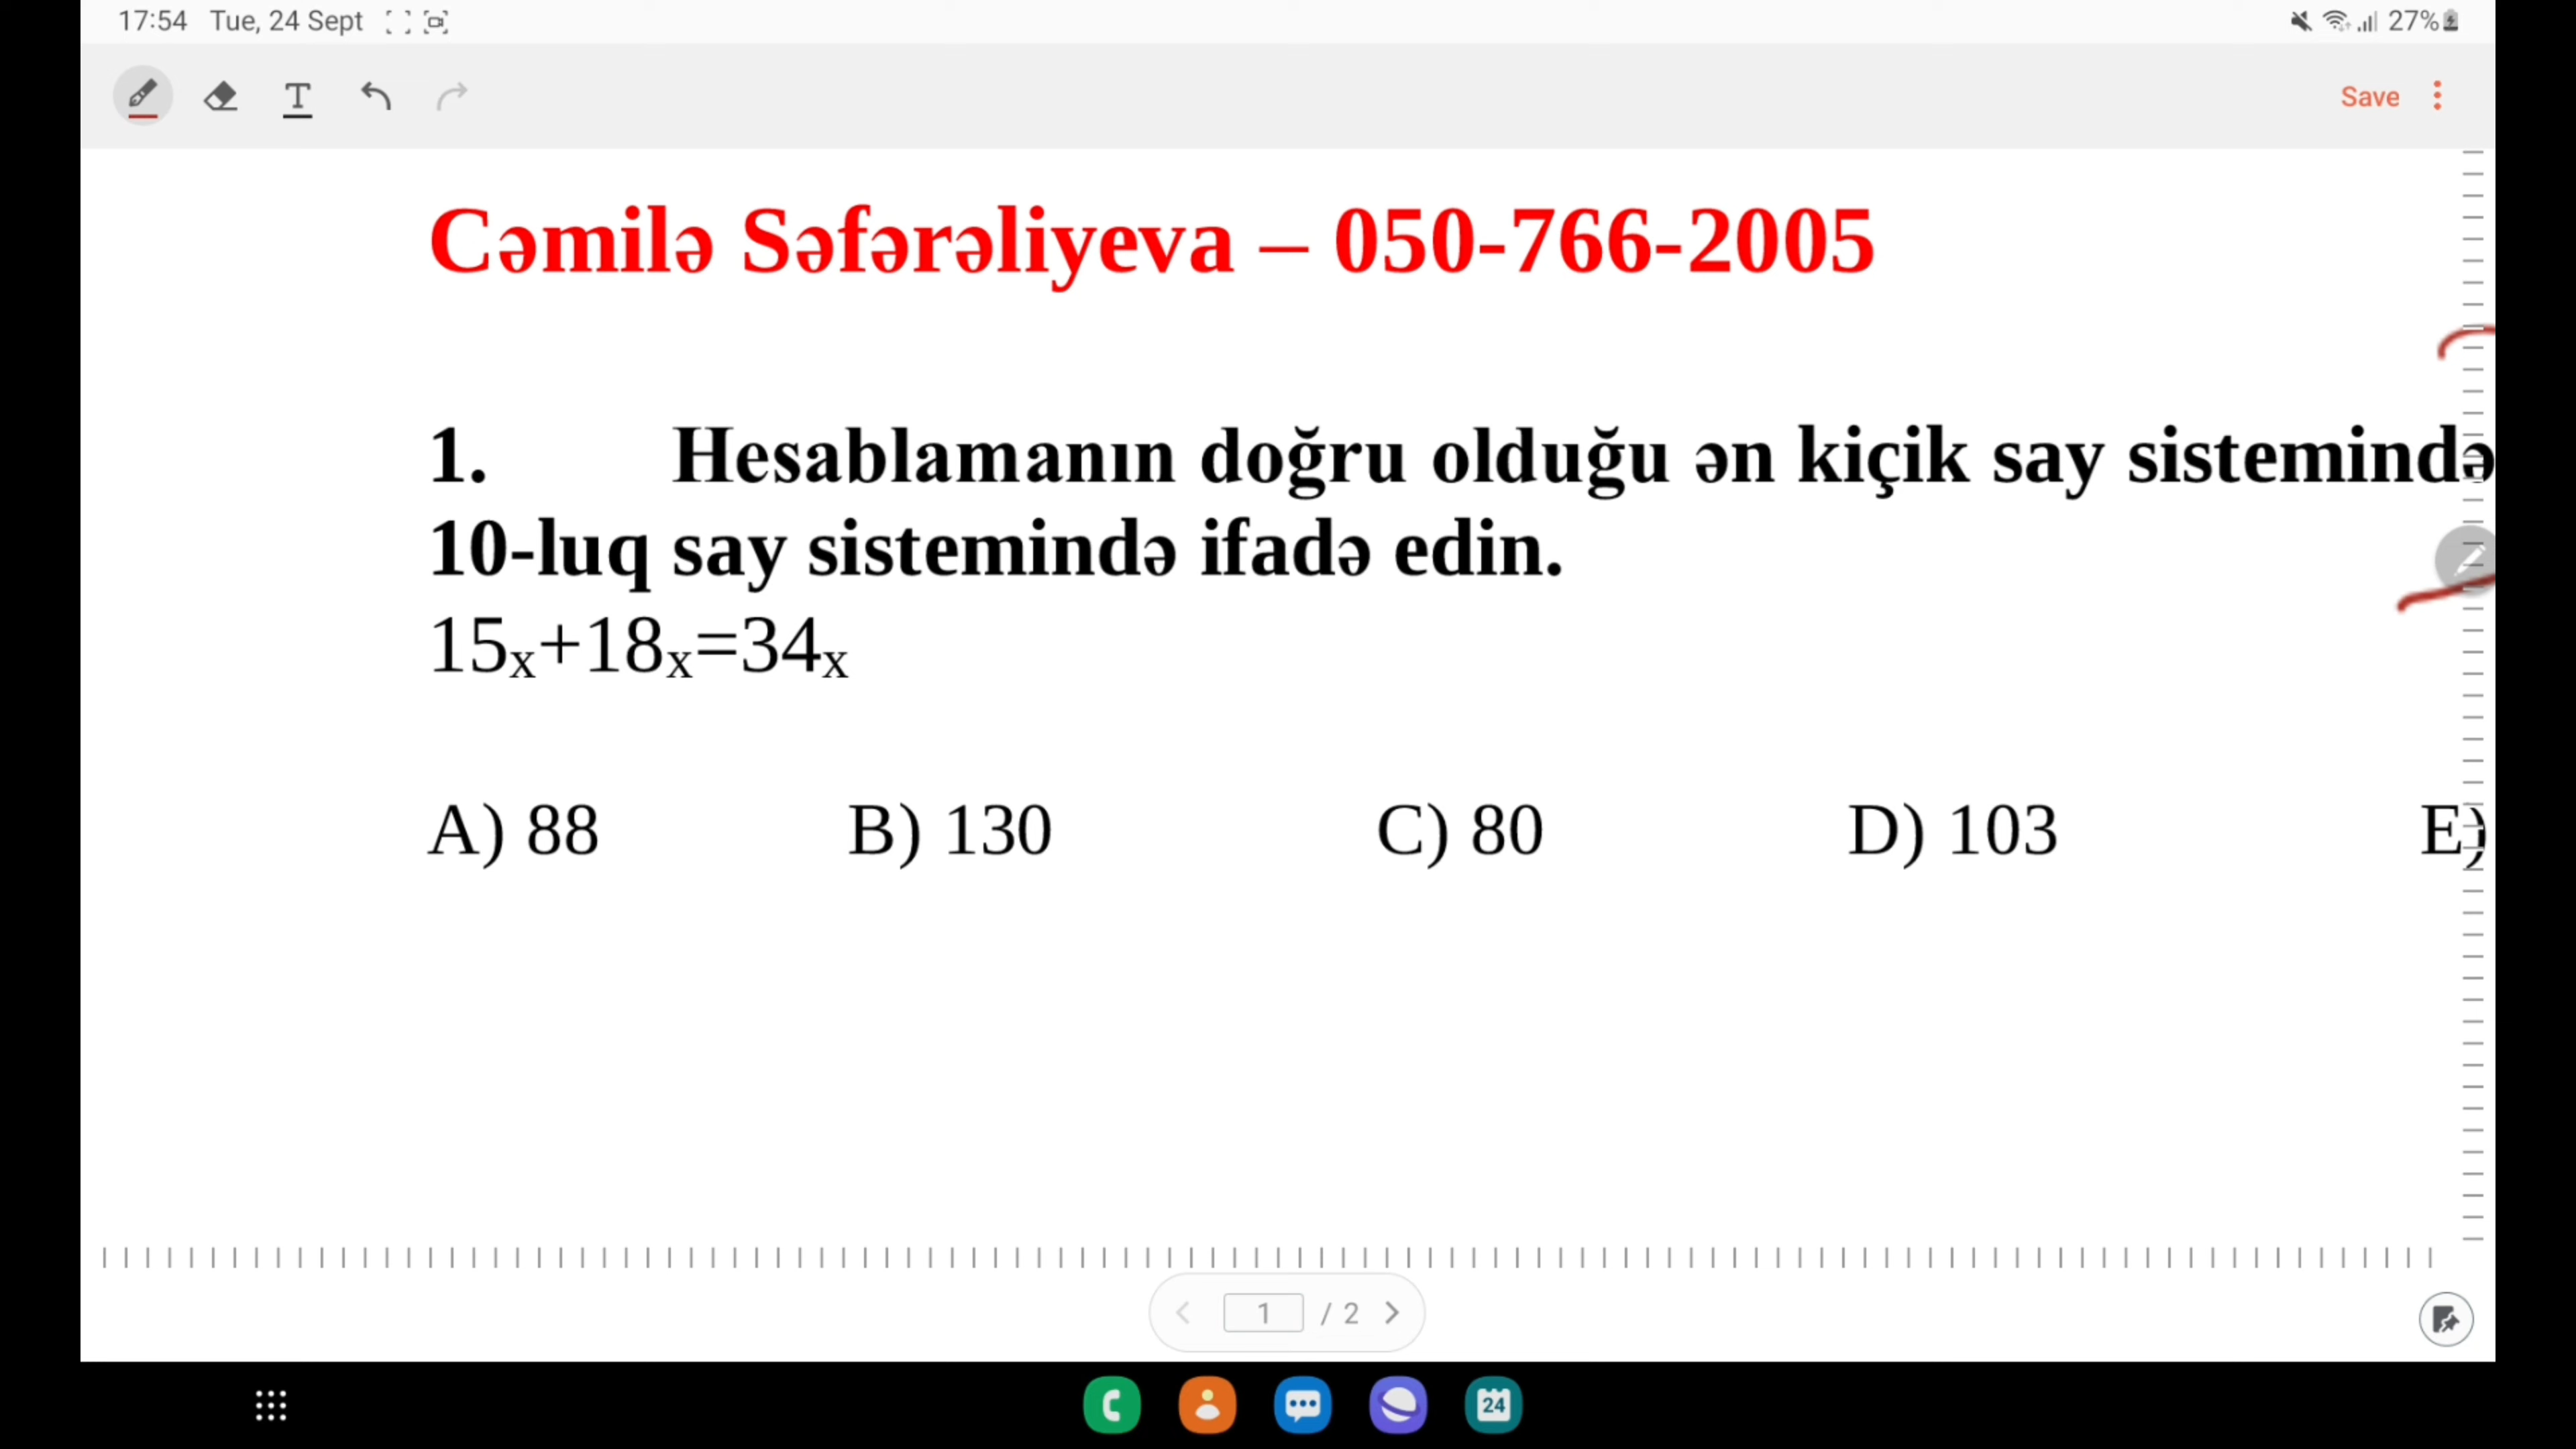 17:54 Tue, 24 Sept 27%
T Save
Cəmilə Səfərəliyeva – 050-766-2005
1. Hesablamanın doğru olduğu ən kiçik say sistemində
10-luq say sistemində ifadə edin.
15x+18x=34x
A) 88 B) 130 C) 80 D) 103 E)
1 / 2
24